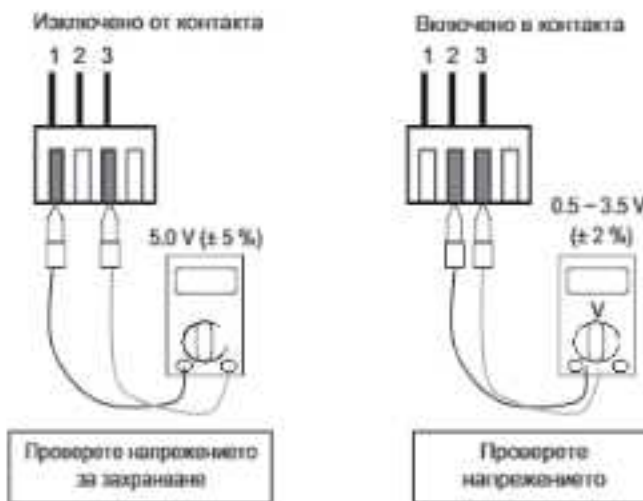 Изключено от контакта
1 2 3
5.0 V (± 5 %)
Проверете напрежението
за захранване
Включено в контакта
1 2 3
0.5 – 3.5 V
(± 2 %)
V
Проверете
напрежението